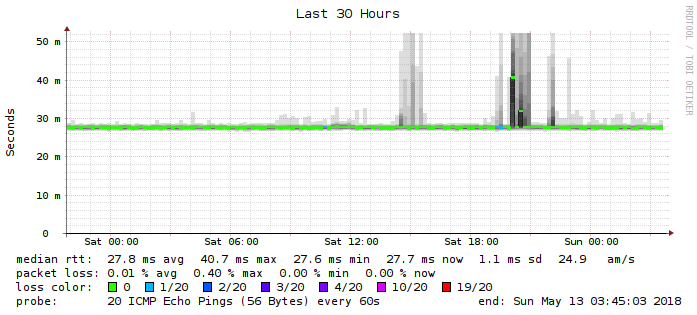 Last 30 Hours
RRDTOOL / TOBI OETIKER
Seconds
50 m
40 m
30 m
20 m
10 m
0
Sat 00:00 Sat 06:00 Sat 12:00 Sat 18:00 Sun 00:00
median rtt: 27.8 ms avg 40.7 ms max 27.6 ms min 27.7 ms now 1.1 ms sd 24.9 am/s
packet loss: 0.01 % avg 0.40 % max 0.00 % min 0.00 % now
loss color: 0 1/20 2/20 3/20 4/20 10/20 19/20
probe: 20 ICMP Echo Pings (56 Bytes) every 60s end: Sun May 13 03:45:03 2018